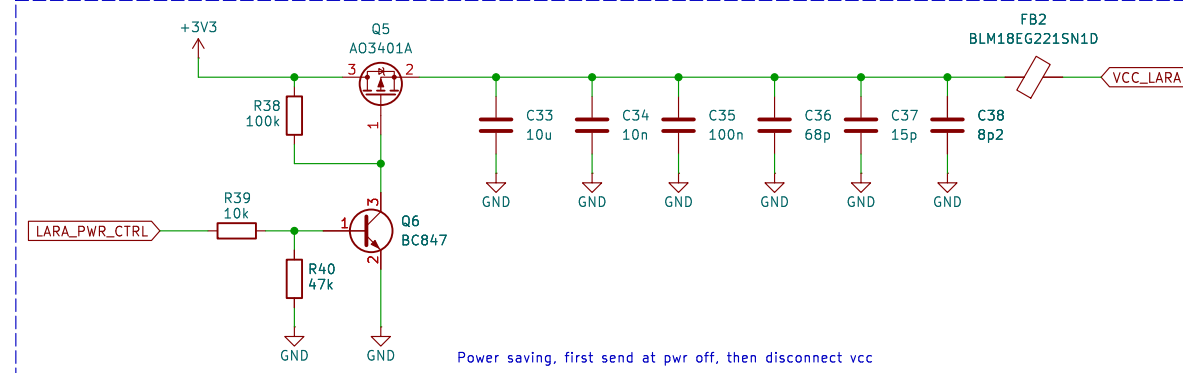 +3V3
Q5
AO3401A
FB2
BLM18EG221SN1D
3
2
1
VCC_LARA
R38
100k
C33
10u
C34
10n
C35
100n
C36
68p
C37
15p
C38
8p2
GND
GND
GND
GND
GND
GND
R39
10k
LARA_PWR_CTRL
1
3
2
Q6
BC847
R40
47k
GND
GND
Power saving, first send at pwr off, then disconnect vcc